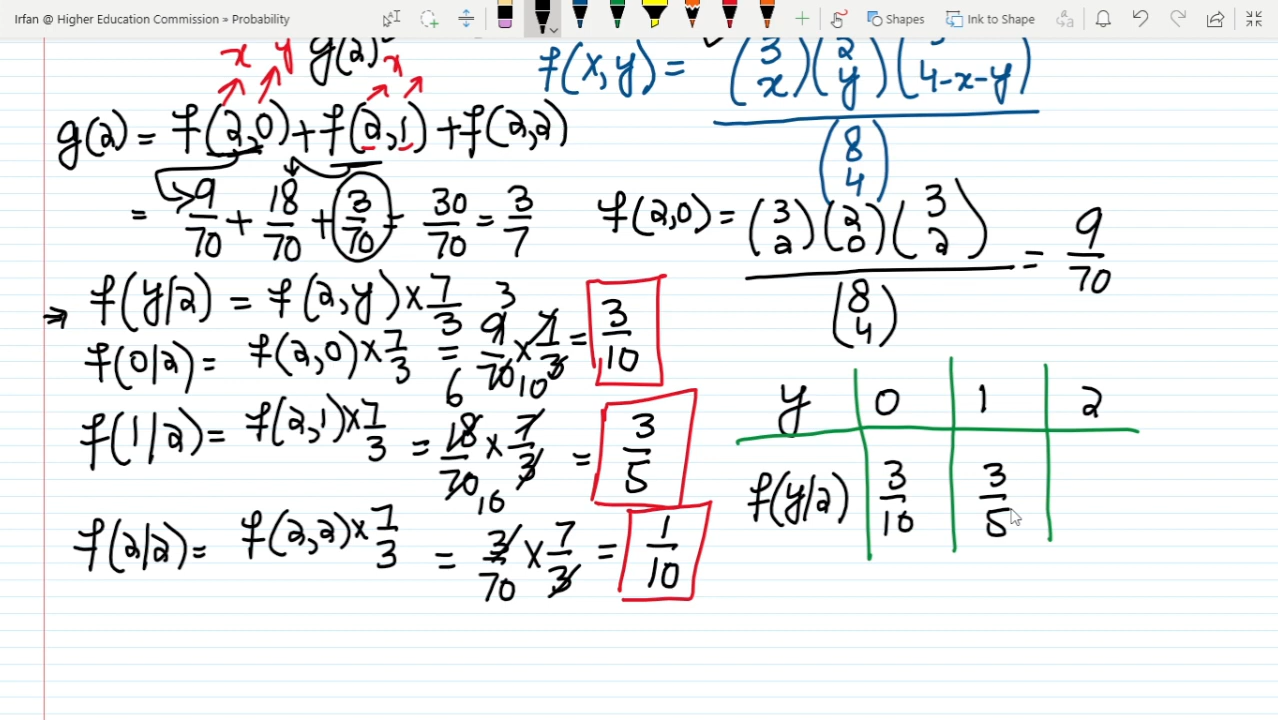 Irfan @ Higher Education Commission » Probability
Shapes
Ink to Shape
x y g(2) x
f(x,y) = (3 x)(2 y)( 4-x-y) / (8 4)
g(2) = f(2,0)+f(2,1)+f(2,2)
= 9/70 + 18/70 + 3/70 = 30/70 = 3/7
f(2,0) = (3 2)(2 0)(3 2) / (8 4) = 9/70
f(y|2) = f(2,y) × 7/3
f(0|2) = f(2,0)×7/3 = 9/70 × 7/3 = 3/10
3 10
f(1|2) = f(2,1)×7/3 = 18/70 × 7/3 = 3/5
6 10
f(2|2) = f(2,2)×7/3 = 3/70 × 7/3 = 1/10
y 0 1 2
f(y|2) 3/10 3/5